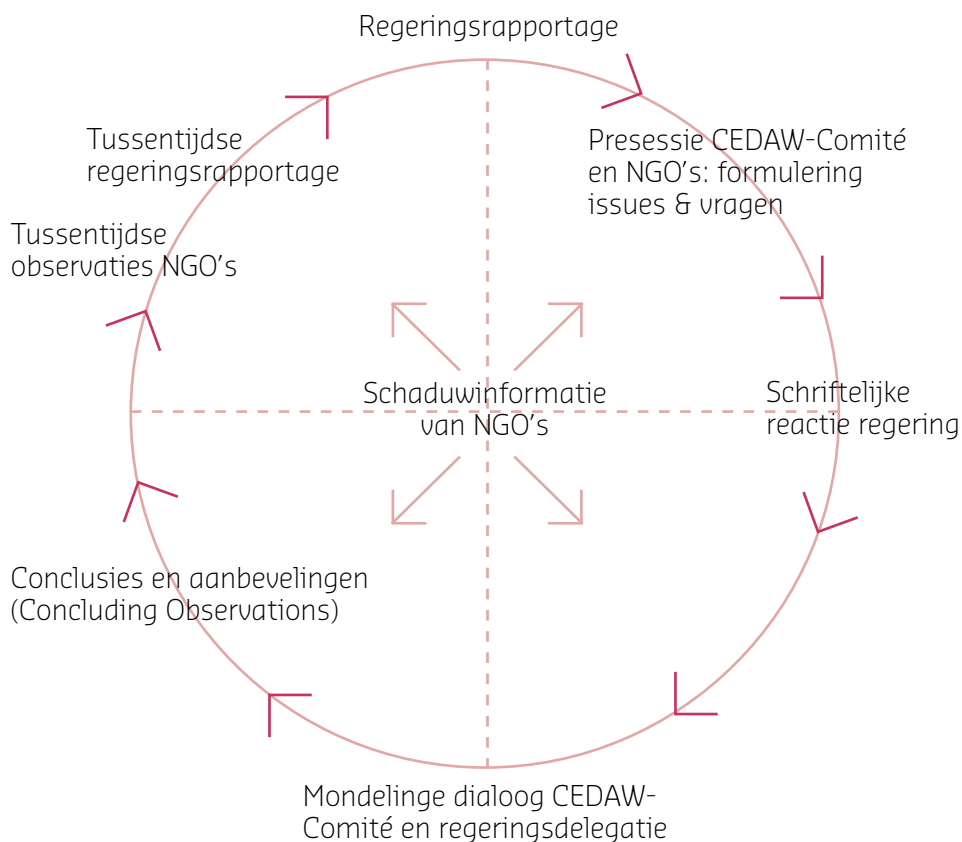 Regeringsrapportage
Presessie CEDAW-Comité
en NGO's: formulering
issues & vragen
Schriftelijke
reactie regering
Mondelinge dialoog CEDAW-
Comité en regeringsdelegatie
Conclusies en aanbevelingen
(Concluding Observations)
Tussentijdse
observaties NGO's
Tussentijdse
regeringsrapportage
Schaduwinformatie
van NGO's